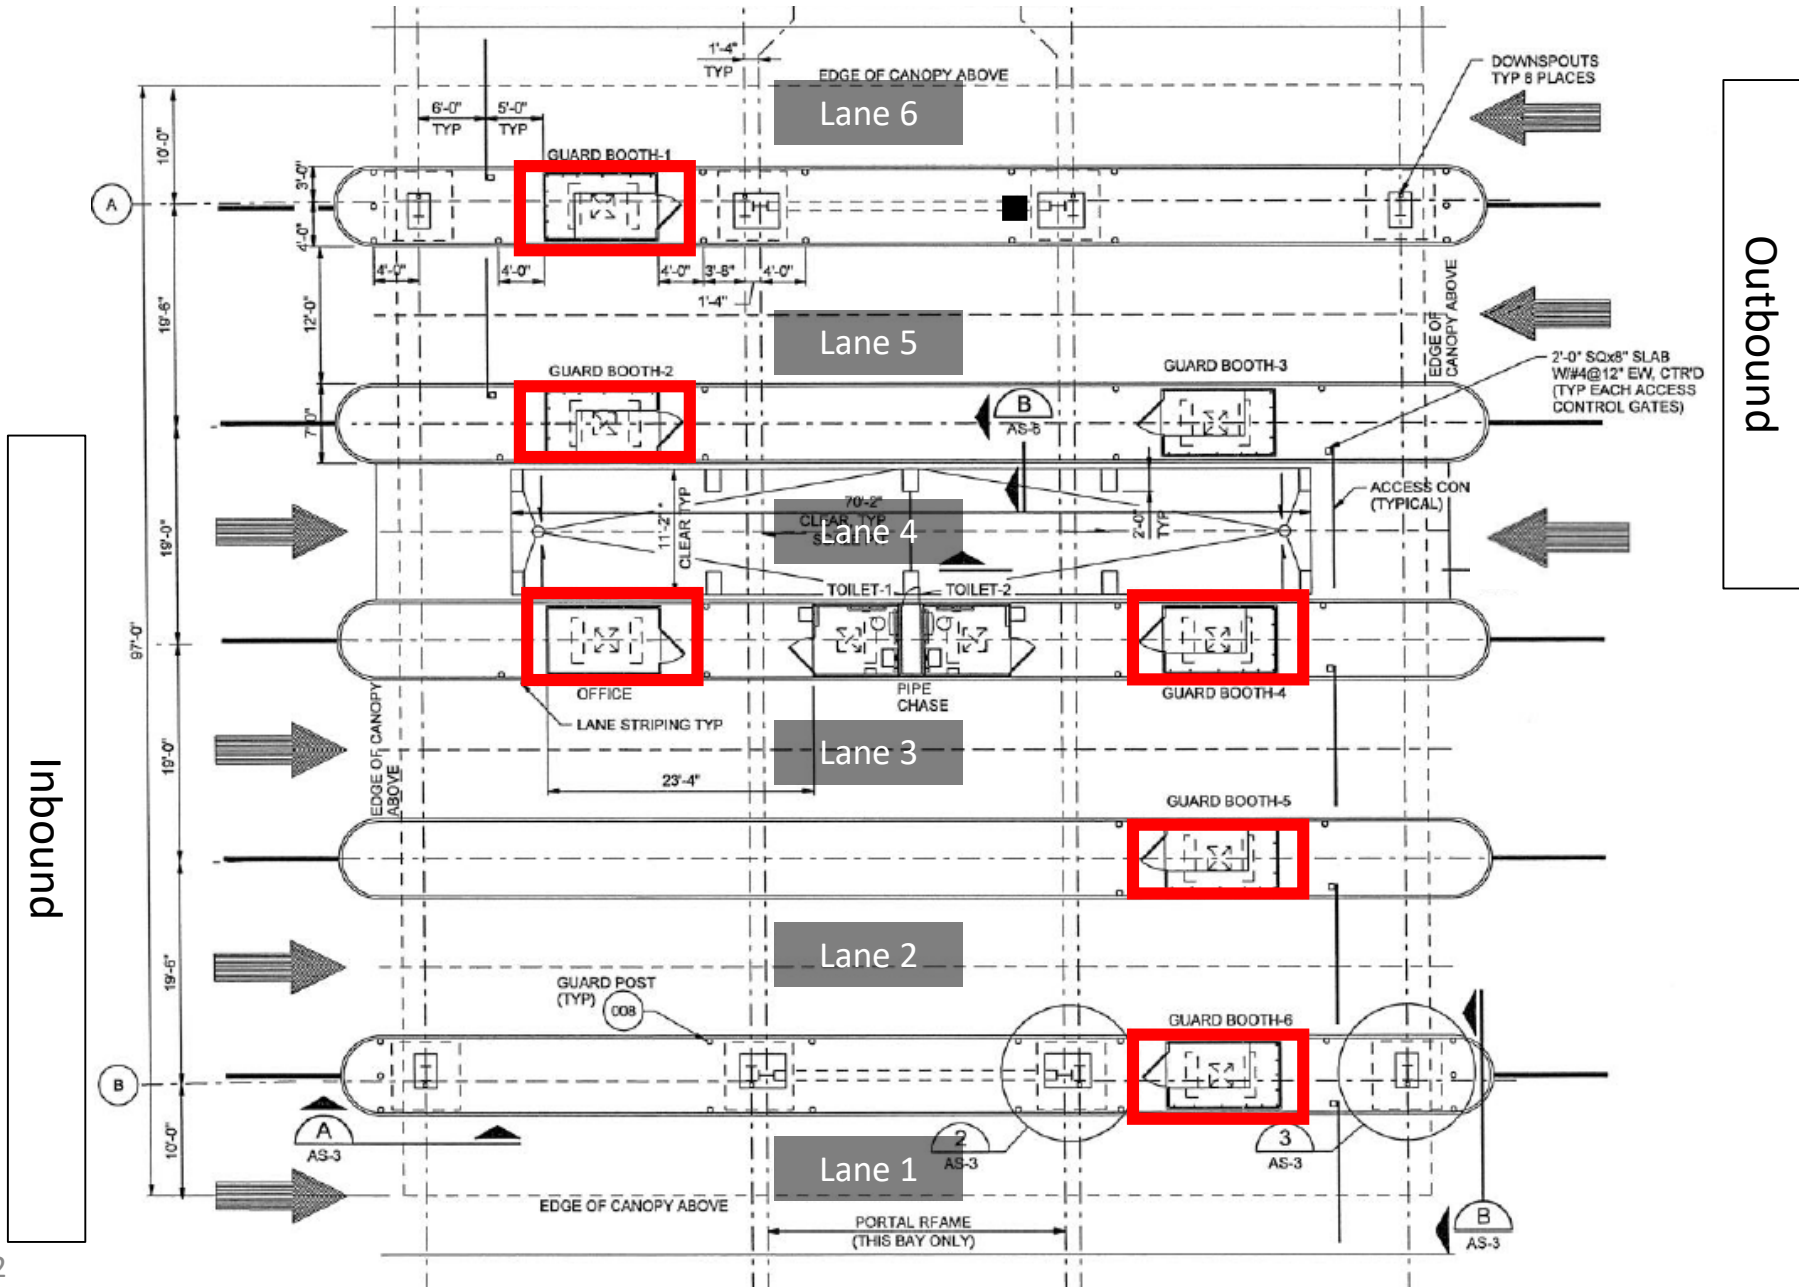 1'-4"
TYP
EDGE OF CANOPY ABOVE
DOWNSPOUTS
TYP 6 PLACES
Lane 6
6'-0"
TYP
5'-0"
TYP
10'-0"
GUARD BOOTH-1
3'-0"
A
4'-0"
4'-0"
4'-0"
4'-0"
3'-8"
4'-0"
1'-4"
19'-6"
12'-0"
Outbound
EDGE OF
CANOPY ABOVE
Lane 5
GUARD BOOTH-2
GUARD BOOTH-3
2'-0" SQx8" SLAB
W/#4@12" EW, CTR'D
(TYP EACH ACCESS
CONTROL GATES)
B
AS-6
ACCESS CON
(TYPICAL)
70'-2"
CLEAR, TYP
11'-2"
CLEAR TYP
2'-0"
TYP
Lane 4
19'-0"
TOILET-1
TOILET-2
97'-0"
OFFICE
PIPE
CHASE
GUARD BOOTH-4
LANE STRIPING TYP
EDGE OF CANOPY
ABOVE
19'-0"
Lane 3
23'-4"
Inbound
GUARD BOOTH-5
Lane 2
19'-6"
GUARD POST
(TYP)
008
GUARD BOOTH-6
B
A
AS-3
2
AS-3
3
AS-3
10'-0"
Lane 1
EDGE OF CANOPY ABOVE
PORTAL RFAME
(THIS BAY ONLY)
B
AS-3
2